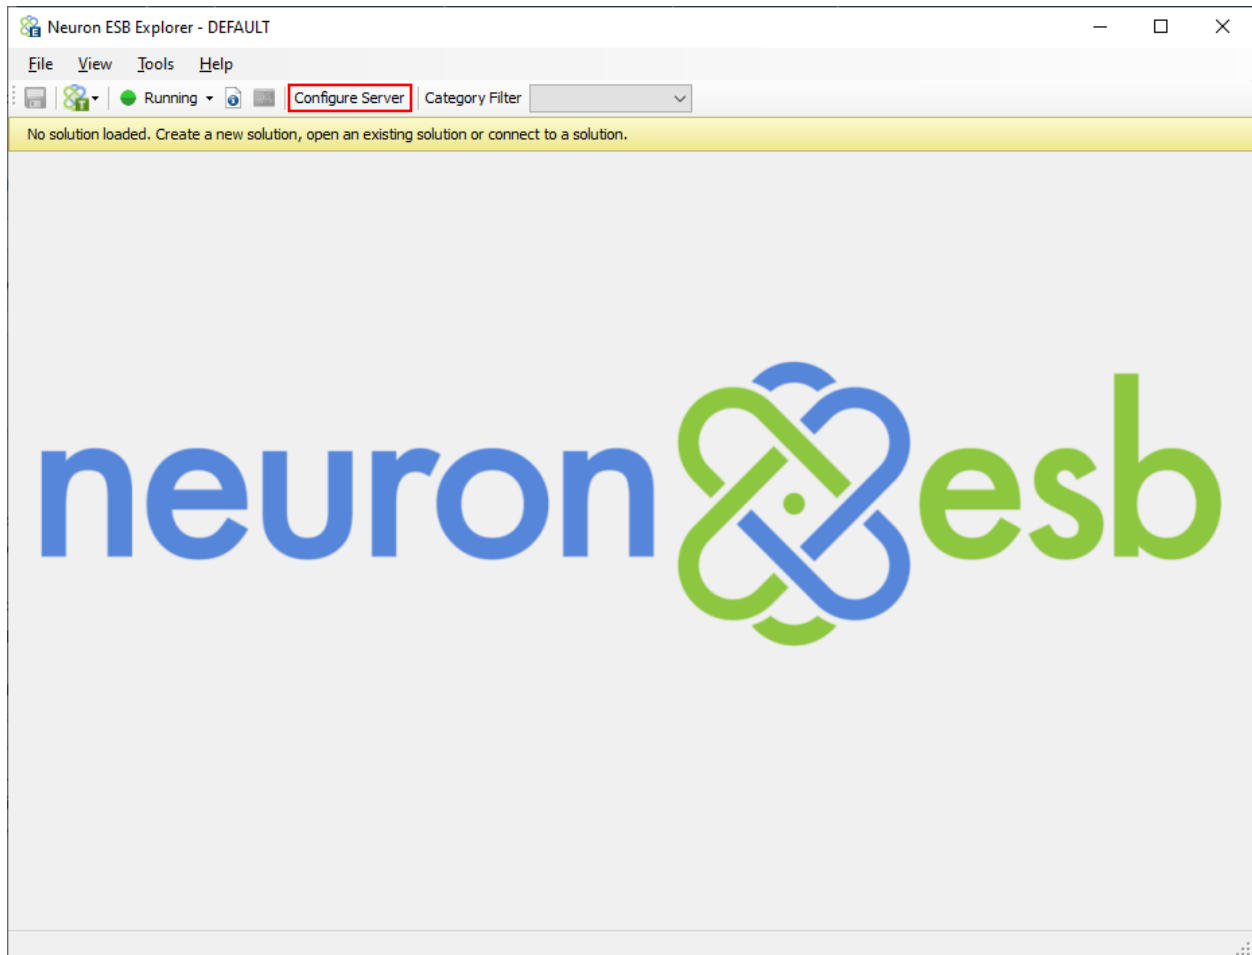 Neuron ESB Explorer - DEFAULT
File View Tools Help
Running Configure Server Category Filter
No solution loaded. Create a new solution, open an existing solution or connect to a solution.
neuron esb